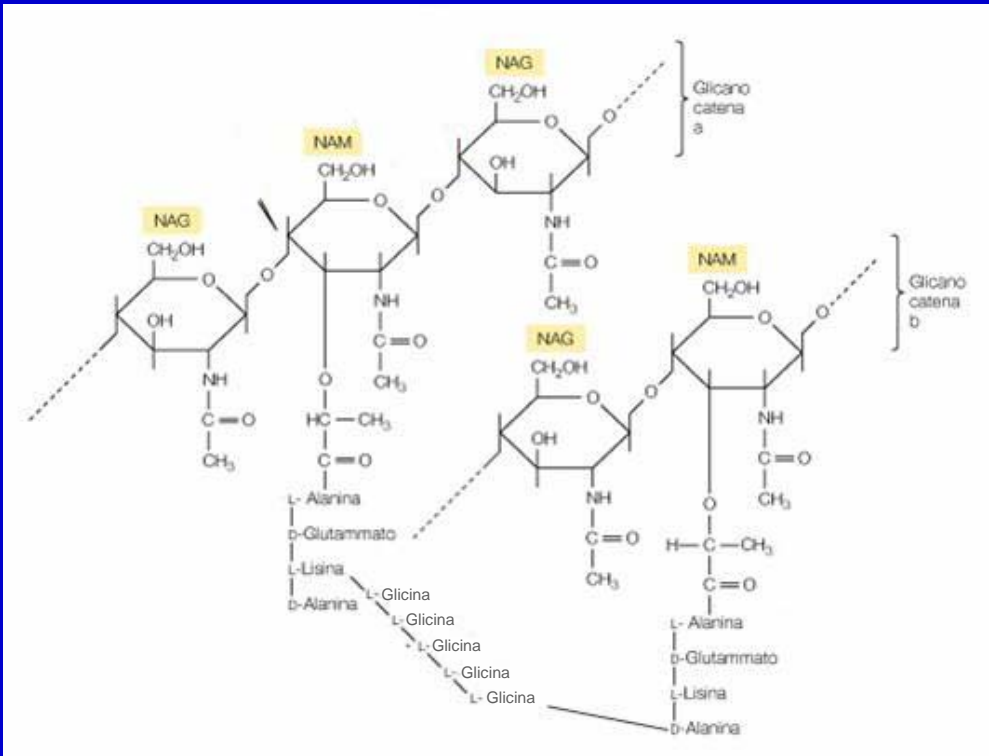 NAG
CH₂OH
O
O
OH
NH
C=O
CH₃
Glicano
catena
a
NAM
CH₂OH
O
O
NH
C=O
CH₃
O
HC—CH₃
C=O
NAG
CH₂OH
O
O
OH
NH
C=O
CH₃
NAM
CH₂OH
O
O
NH
C=O
CH₃
O
H—C—CH₃
C=O
Glicano
catena
b
NAG
CH₂OH
O
O
OH
NH
C=O
CH₃
L- Alanina
D-Glutammato
L-Lisina
D-Alanina
L- Glicina
L- Glicina
L- Glicina
L- Glicina
L- Glicina
L- Alanina
D-Glutammato
L-Lisina
D-Alanina